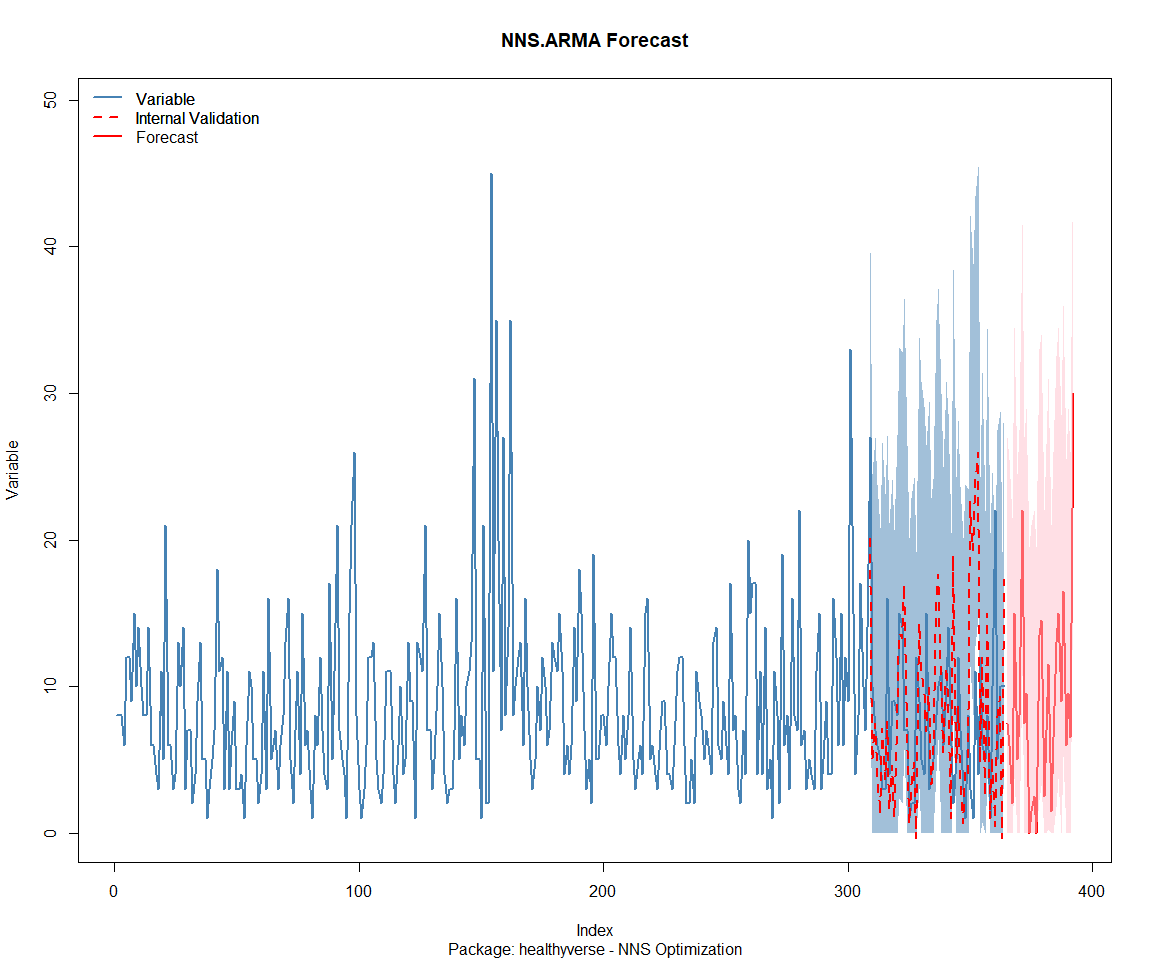 NNS.ARMA Forecast
Variable
Internal Validation
Forecast
Variable
50
40
30
20
10
0
0 100 200 300 400
Index
Package: healthyverse - NNS Optimization